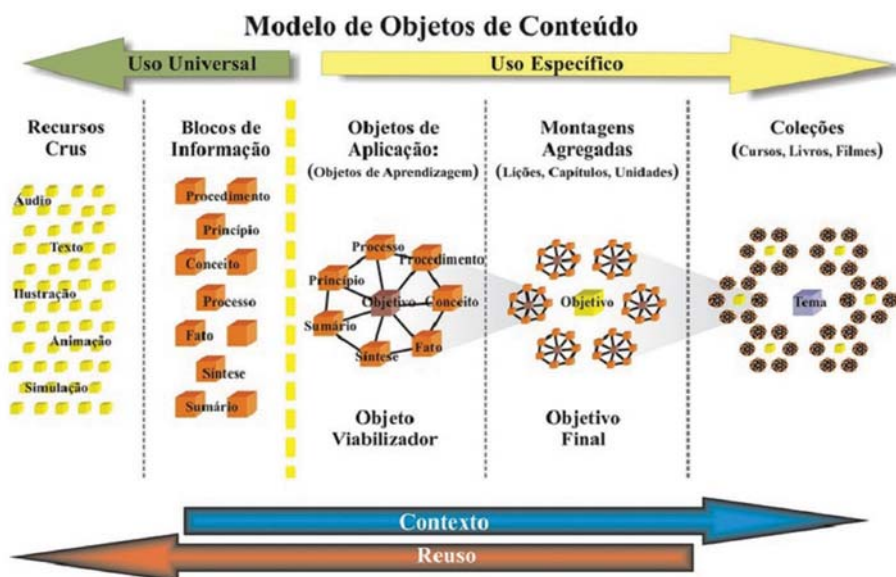 Modelo de Objetos de Conteúdo
Uso Universal
Uso Específico
Recursos
Crus
Áudio
Texto
Ilustração
Animação
Simulação
Blocos de
Informação
Procedimento
Princípio
Conceito
Processo
Fato
Síntese
Sumário
Objetos de
Aplicação:
(Objetos de Aprendizagem)
Processo
Procedimento
Princípio
Objetivo
Conceito
Sumário
Fato
Síntese
Objeto
Viabilizador
Montagens
Agregadas
(Lições, Capítulos, Unidades)
Objetivo
Objetivo
Final
Coleções
(Cursos, Livros, Filmes)
Tema
Contexto
Reuso